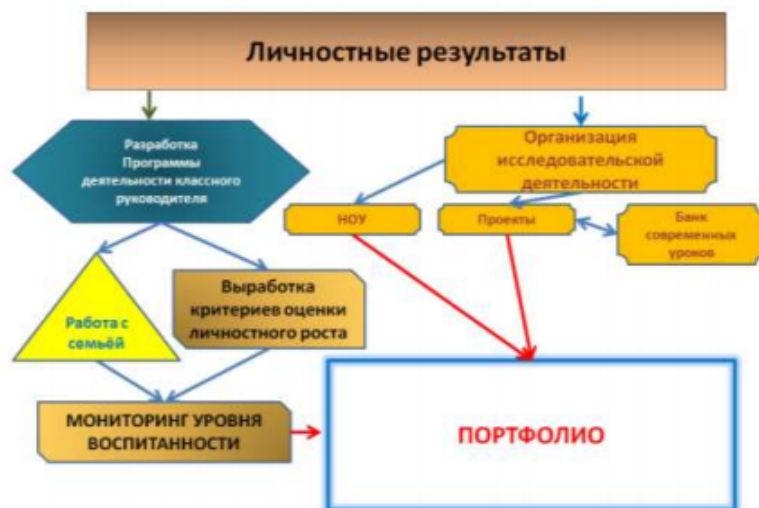 Личностные результаты
Разработка
Программы
деятельности классного
руководителя
Организация
исследовательской
деятельности
НОУ
Проекты
Банк
современных
уроков
Работа с
семьёй
Выработка
критериев оценки
личностного роста
МОНИТОРИНГ УРОВНЯ
ВОСПИТАННОСТИ
ПОРТФОЛИО